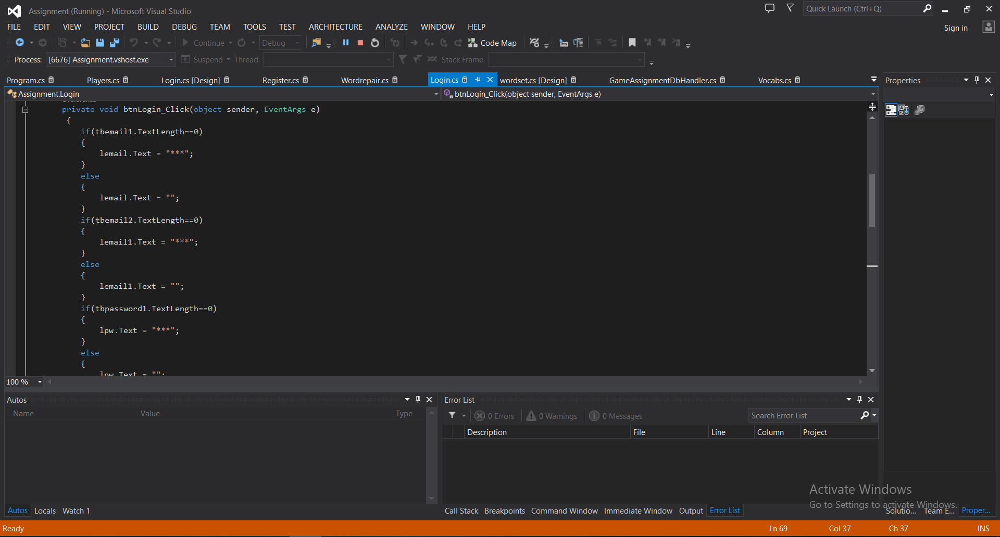 Assignment (Running) - Microsoft Visual Studio
Quick Launch (Ctrl+Q)
FILE EDIT VIEW PROJECT BUILD DEBUG TEAM TOOLS TEST ARCHITECTURE ANALYZE WINDOW HELP
Sign in
Continue Debug Code Map
Process: [6676] Assignment.vshost.exe Suspend Thread: Stack Frame:
Program.cs Players.cs Login.cs [Design] Register.cs Wordrepair.cs Login.cs wordset.cs [Design] GameAssignmentDbHandler.cs Vocabs.cs
Properties
Assignment.Login btnLogin_Click(object sender, EventArgs e)
private void btnLogin_Click(object sender, EventArgs e)
{
if(tbemail1.TextLength==0)
{
lemail.Text = "***";
}
else
{
lemail.Text = "";
}
if(tbemail2.TextLength==0)
{
lemail1.Text = "***";
}
else
{
lemail1.Text = "";
}
if(tbpassword1.TextLength==0)
{
lpw.Text = "***";
}
else
{
lpw.Text = "";
100 %
Autos
Name Value Type
Error List
0 Errors 0 Warnings 0 Messages
Search Error List
Description File Line Column Project
Activate Windows
Go to Settings to activate Windows.
Autos Locals Watch 1
Call Stack Breakpoints Command Window Immediate Window Output Error List
Solutio... Team E... Proper...
Ready Ln 69 Col 37 Ch 37 INS